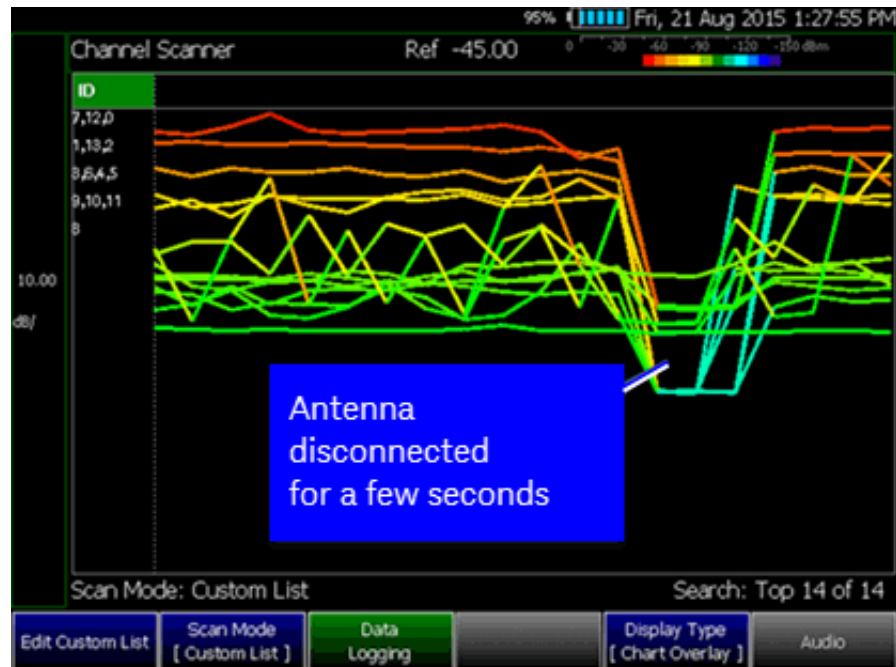 95% Fri, 21 Aug 2015 1:27:55 PM
Channel Scanner Ref -45.00 0 -30 -60 -90 -120 -150 dBm
ID
7,12,0
1,13,2
3,6,4,5
9,10,11
8
10.00
dB/
Antenna
disconnected
for a few seconds
Scan Mode: Custom List Search: Top 14 of 14
Edit Custom List Scan Mode Data Display Type Audio
[ Custom List ] Logging [ Chart Overlay ]